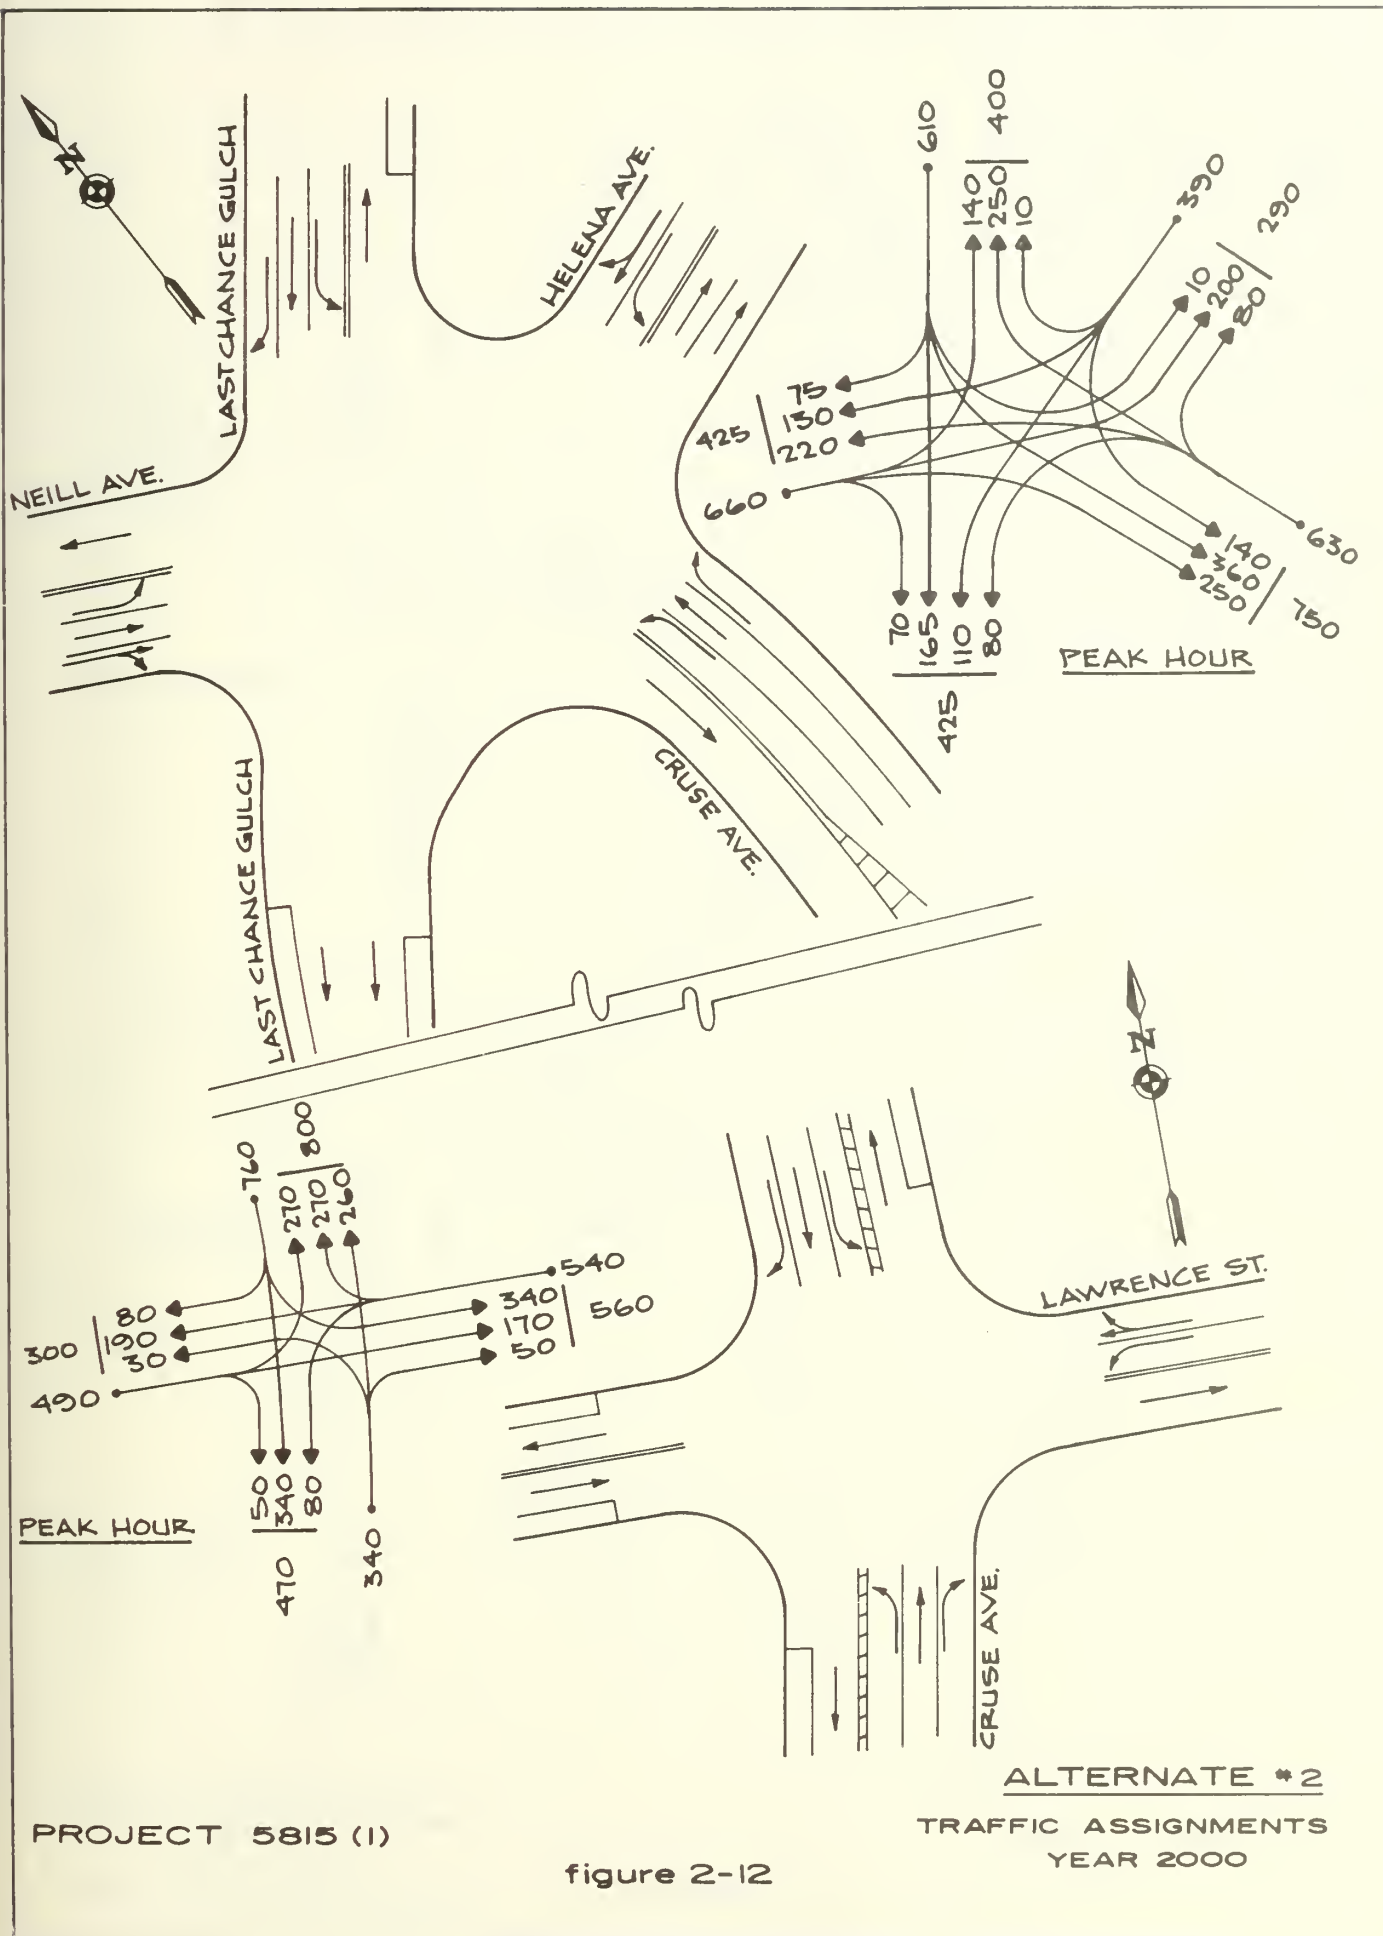 N
LAST CHANCE GULCH
HELENA AVE.
NEILL AVE.
LAST CHANCE GULCH
CRUSE AVE.
610
400
140
250
10
390
290
10
200
80
75
130
220
425
660
630
140
360
250
750
70
165
110
80
425
PEAK HOUR
N
760
800
270
270
260
540
340
170
50
560
80
190
30
300
490
50
340
80
470
340
PEAK HOUR
LAWRENCE ST.
CRUSE AVE.
ALTERNATE #2
TRAFFIC ASSIGNMENTS
YEAR 2000
PROJECT 5815 (1)
figure 2-12